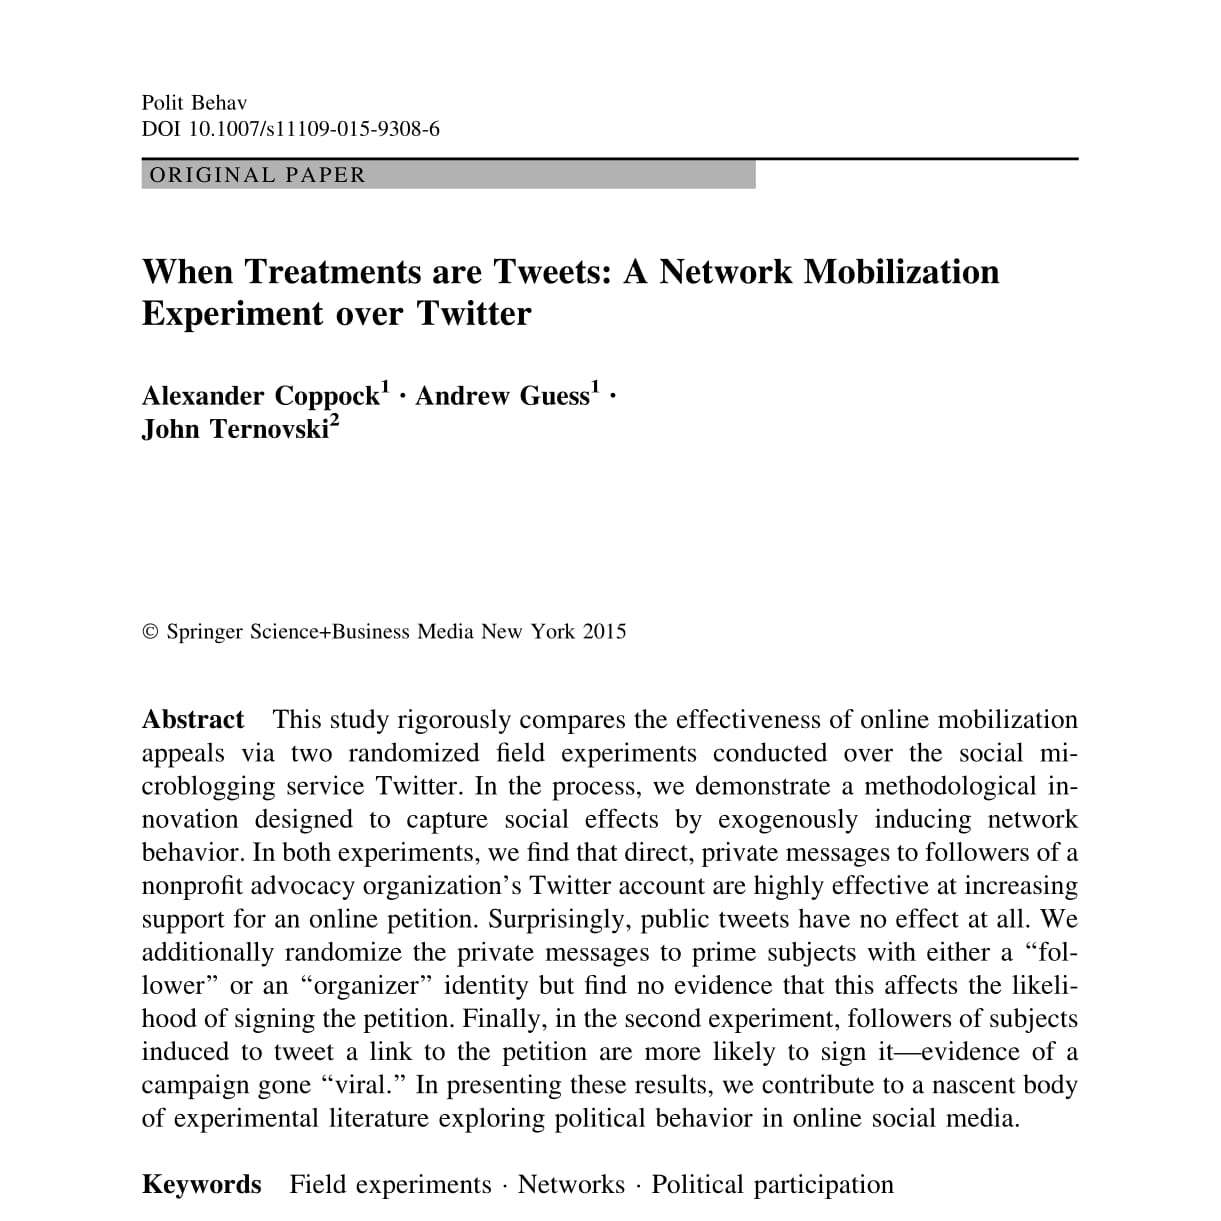 Polit Behav
DOI 10.1007/s11109-015-9308-6
ORIGINAL PAPER
When Treatments are Tweets: A Network Mobilization
Experiment over Twitter
Alexander Coppock1 · Andrew Guess1 ·
John Ternovski2
© Springer Science+Business Media New York 2015
Abstract This study rigorously compares the effectiveness of online mobilization
appeals via two randomized field experiments conducted over the social mi-
croblogging service Twitter. In the process, we demonstrate a methodological in-
novation designed to capture social effects by exogenously inducing network
behavior. In both experiments, we find that direct, private messages to followers of a
nonprofit advocacy organization’s Twitter account are highly effective at increasing
support for an online petition. Surprisingly, public tweets have no effect at all. We
additionally randomize the private messages to prime subjects with either a “fol-
lower” or an “organizer” identity but find no evidence that this affects the likeli-
hood of signing the petition. Finally, in the second experiment, followers of subjects
induced to tweet a link to the petition are more likely to sign it—evidence of a
campaign gone “viral.” In presenting these results, we contribute to a nascent body
of experimental literature exploring political behavior in online social media.
Keywords Field experiments · Networks · Political participation